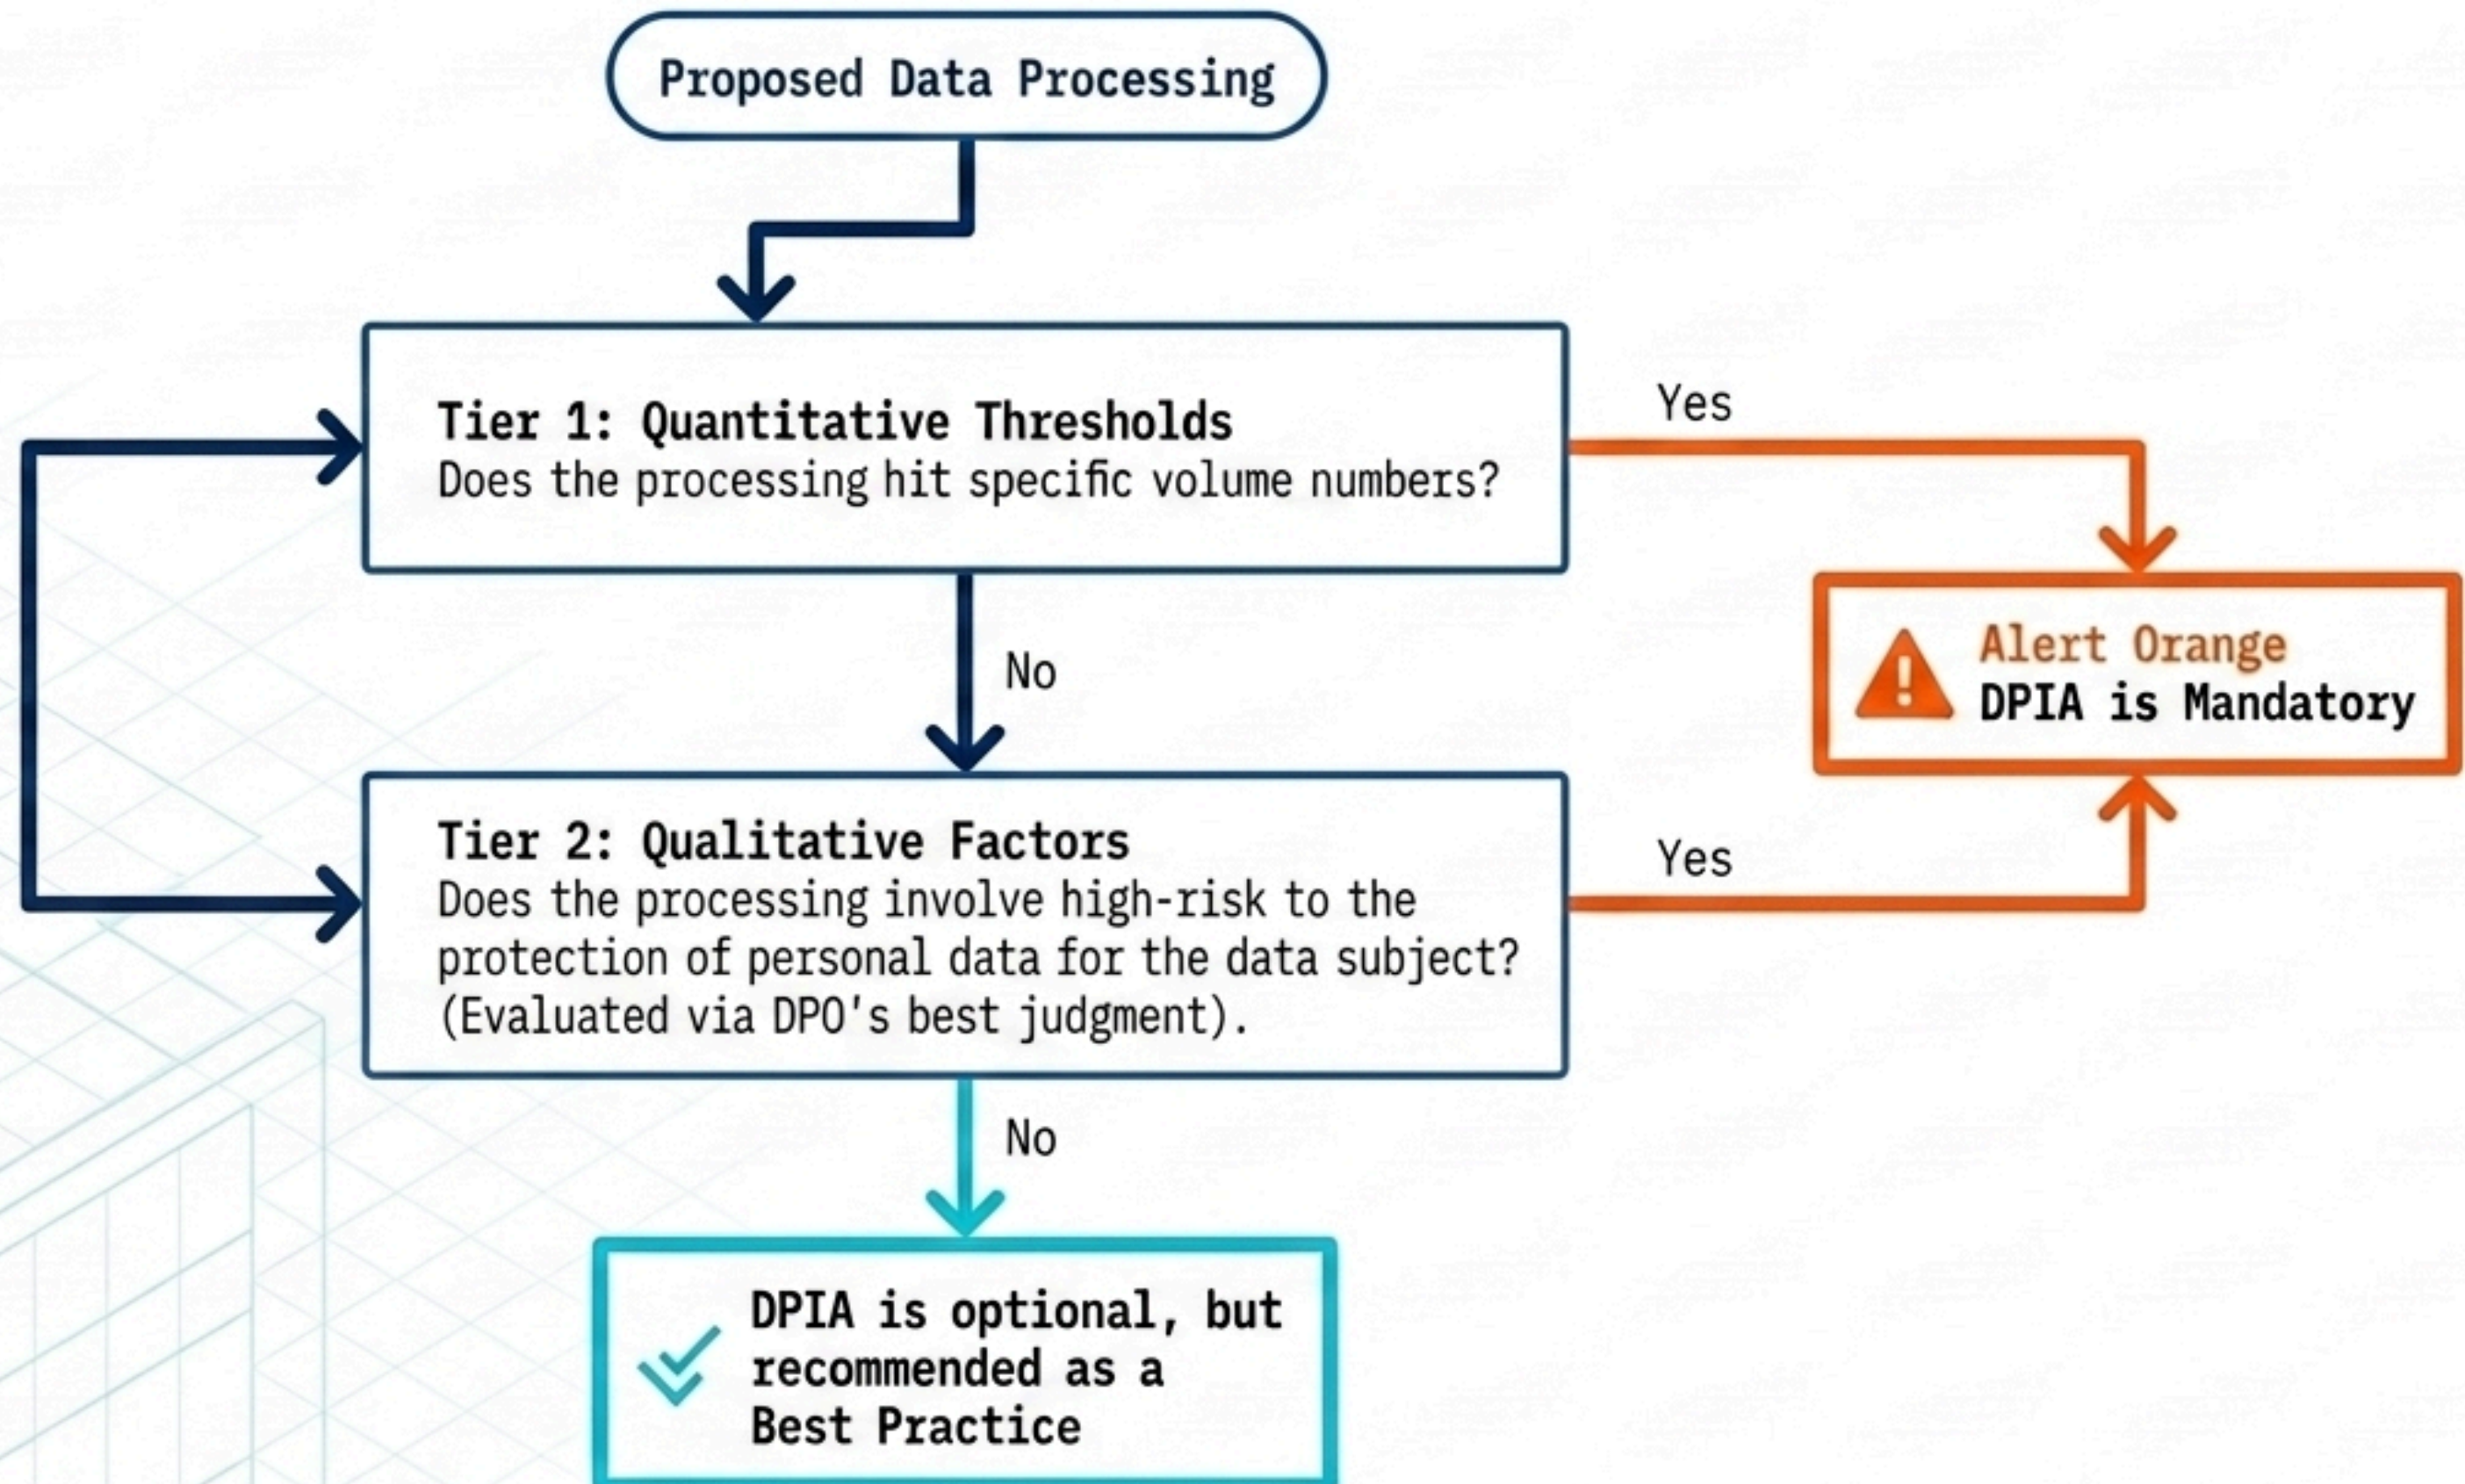 Proposed Data Processing
Tier 1: Quantitative Thresholds
Does the processing hit specific volume numbers?
Yes
No
Alert Orange
DPIA is Mandatory
Tier 2: Qualitative Factors
Does the processing involve high-risk to the
protection of personal data for the data subject?
(Evaluated via DPO's best judgment).
Yes
No
DPIA is optional, but
recommended as a
Best Practice